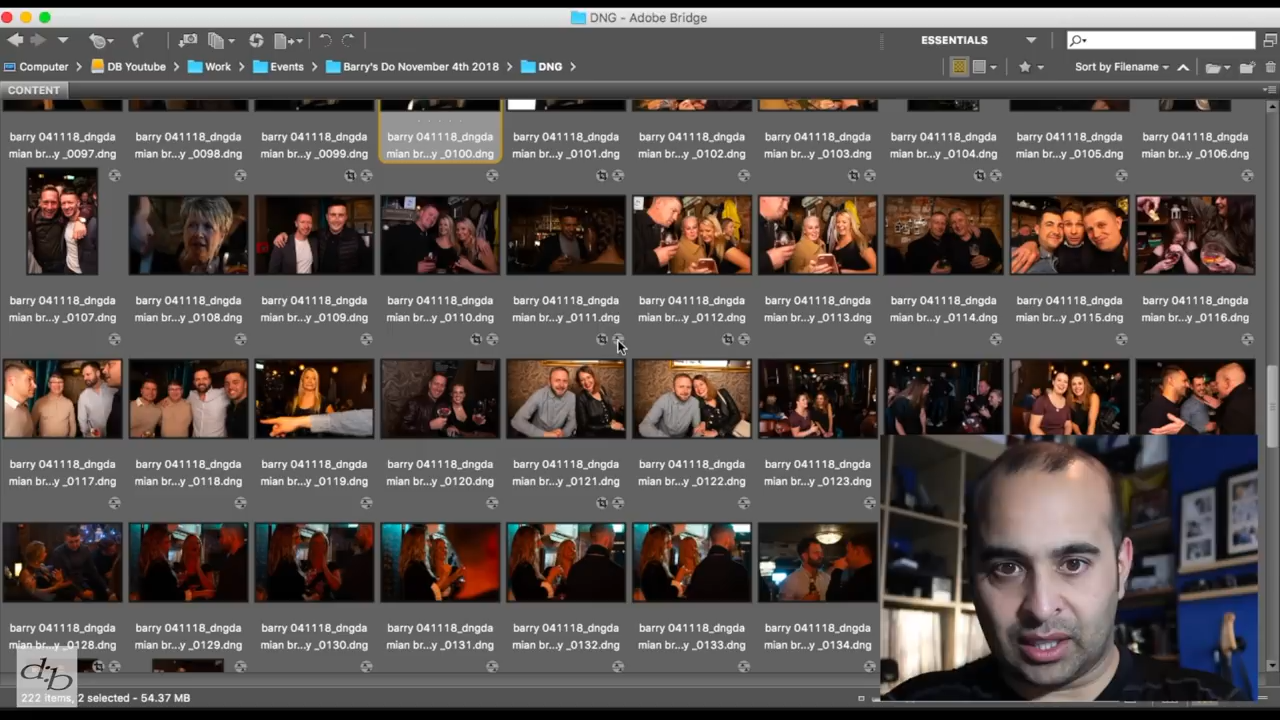 DNG - Adobe Bridge
ESSENTIALS
Computer DB Youtube Work Events Barry's Do November 4th 2018 DNG
Sort by Filename
CONTENT
barry 041118_dngda barry 041118_dngda barry 041118_dngda barry 041118_dngda barry 041118_dngda barry 041118_dngda barry 041118_dngda barry 041118_dngda barry 041118_dngda barry 041118_dngda
mian br...y _0097.dng mian br...y _0098.dng mian br...y _0099.dng mian br...y _0100.dng mian br...y _0101.dng mian br...y _0102.dng mian br...y _0103.dng mian br...y _0104.dng mian br...y _0105.dng mian br...y _0106.dng
barry 041118_dngda barry 041118_dngda barry 041118_dngda barry 041118_dngda barry 041118_dngda barry 041118_dngda barry 041118_dngda barry 041118_dngda barry 041118_dngda barry 041118_dngda
mian br...y _0107.dng mian br...y _0108.dng mian br...y _0109.dng mian br...y _0110.dng mian br...y _0111.dng mian br...y _0112.dng mian br...y _0113.dng mian br...y _0114.dng mian br...y _0115.dng mian br...y _0116.dng
barry 041118_dngda barry 041118_dngda barry 041118_dngda barry 041118_dngda barry 041118_dngda barry 041118_dngda barry 041118_dngda
mian br...y _0117.dng mian br...y _0118.dng mian br...y _0119.dng mian br...y _0120.dng mian br...y _0121.dng mian br...y _0122.dng mian br...y _0123.dng
barry 041118_dngda barry 041118_dngda barry 041118_dngda barry 041118_dngda barry 041118_dngda barry 041118_dngda barry 041118_dngda
mian br...y _0128.dng mian br...y _0129.dng mian br...y _0130.dng mian br...y _0131.dng mian br...y _0132.dng mian br...y _0133.dng mian br...y _0134.dng
d:b
222 items, 2 selected - 54.37 MB